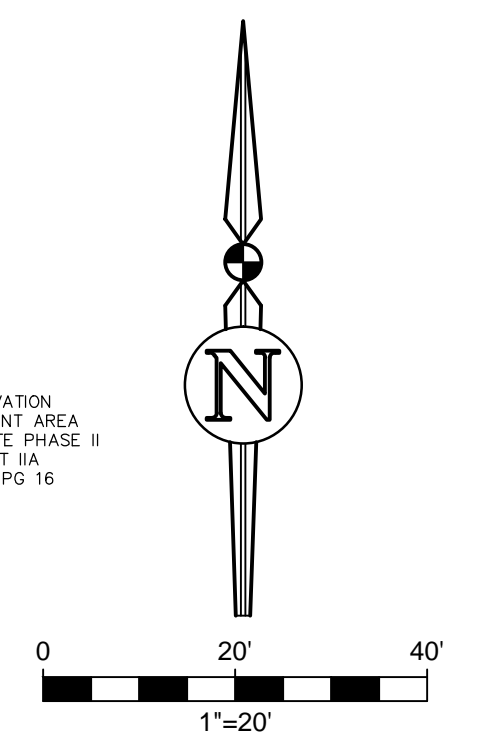 N
VATION
NT AREA
TE PHASE II
T IIA
PG 16
0 20' 40'
1"=20'